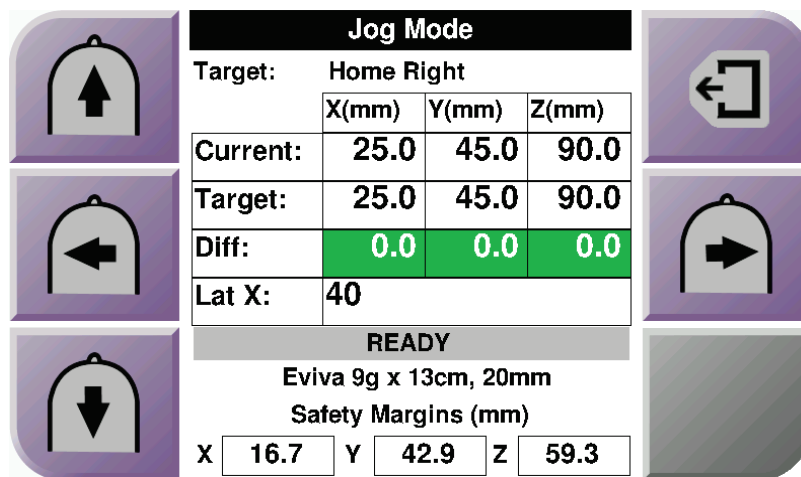 Jog Mode
Target: Home Right
X(mm) Y(mm) Z(mm)
Current: 25.0 45.0 90.0
Target: 25.0 45.0 90.0
Diff: 0.0 0.0 0.0
Lat X: 40
READY
Eviva 9g x 13cm, 20mm
Safety Margins (mm)
X 16.7 Y 42.9 Z 59.3